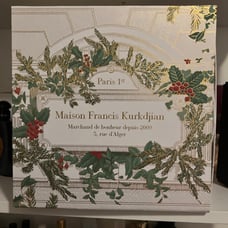 Paris 1er
Maison Francis Kurkdjian
Marchand de bonheur depuis 2009
5, rue d'Alger